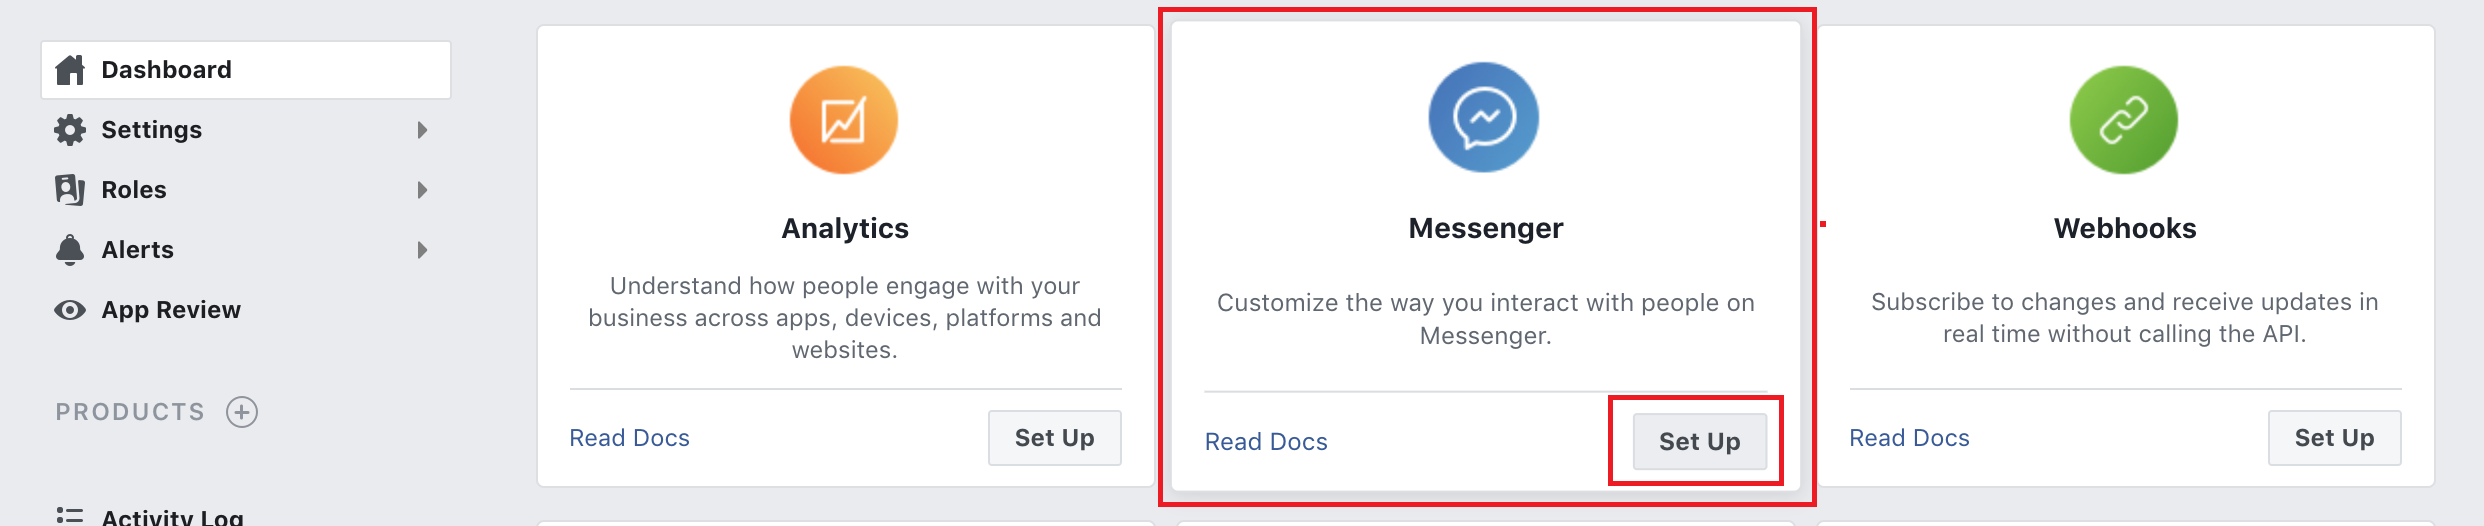 Dashboard
Settings
Roles
Alerts
App Review
PRODUCTS
Activity Log
Analytics
Understand how people engage with your
business across apps, devices, platforms and
websites.
Read Docs
Set Up
Messenger
Customize the way you interact with people on
Messenger.
Read Docs
Set Up
Webhooks
Subscribe to changes and receive updates in
real time without calling the API.
Read Docs
Set Up